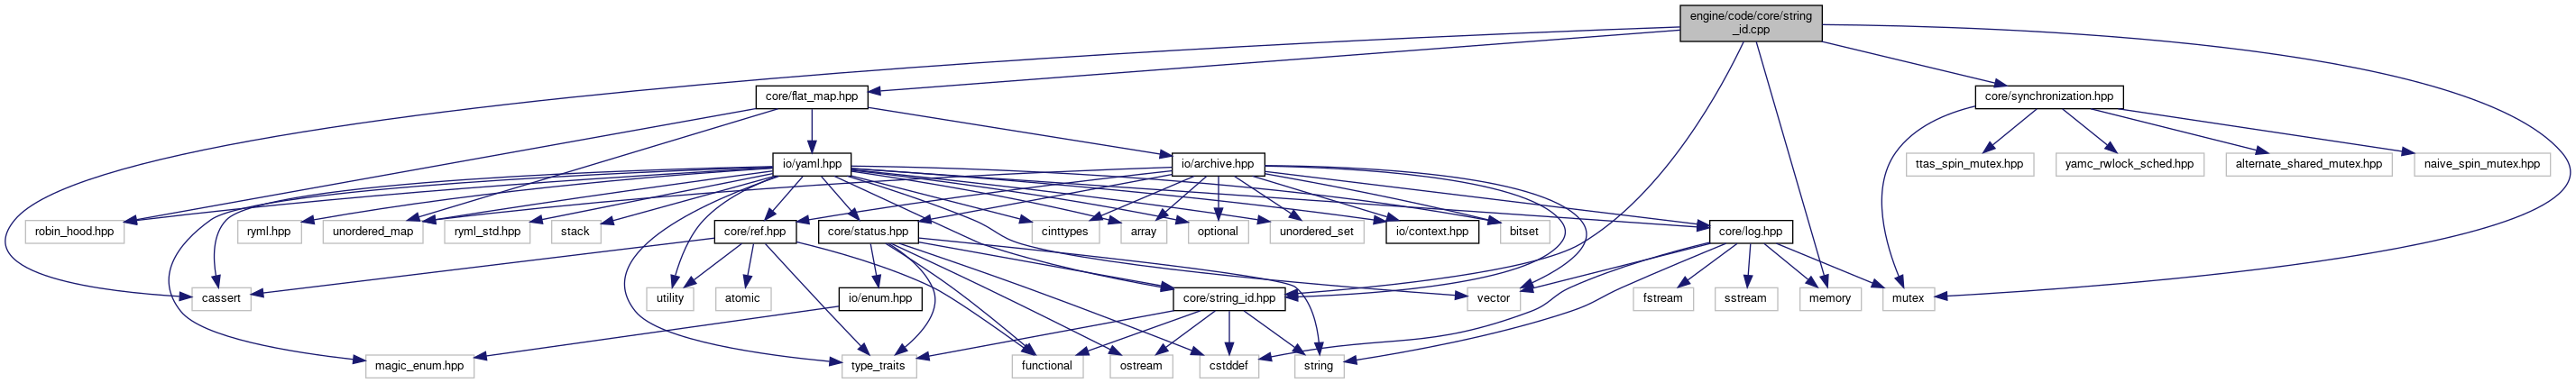 engine/code/core/string
_id.cpp
core/flat_map.hpp
core/synchronization.hpp
io/yaml.hpp
io/archive.hpp
ttas_spin_mutex.hpp
yamc_rwlock_sched.hpp
alternate_shared_mutex.hpp
naive_spin_mutex.hpp
robin_hood.hpp
ryml.hpp
unordered_map
ryml_std.hpp
stack
core/ref.hpp
core/status.hpp
cinttypes
array
optional
unordered_set
io/context.hpp
bitset
core/log.hpp
cassert
utility
atomic
io/enum.hpp
core/string_id.hpp
vector
fstream
sstream
memory
mutex
magic_enum.hpp
type_traits
functional
ostream
cstddef
string